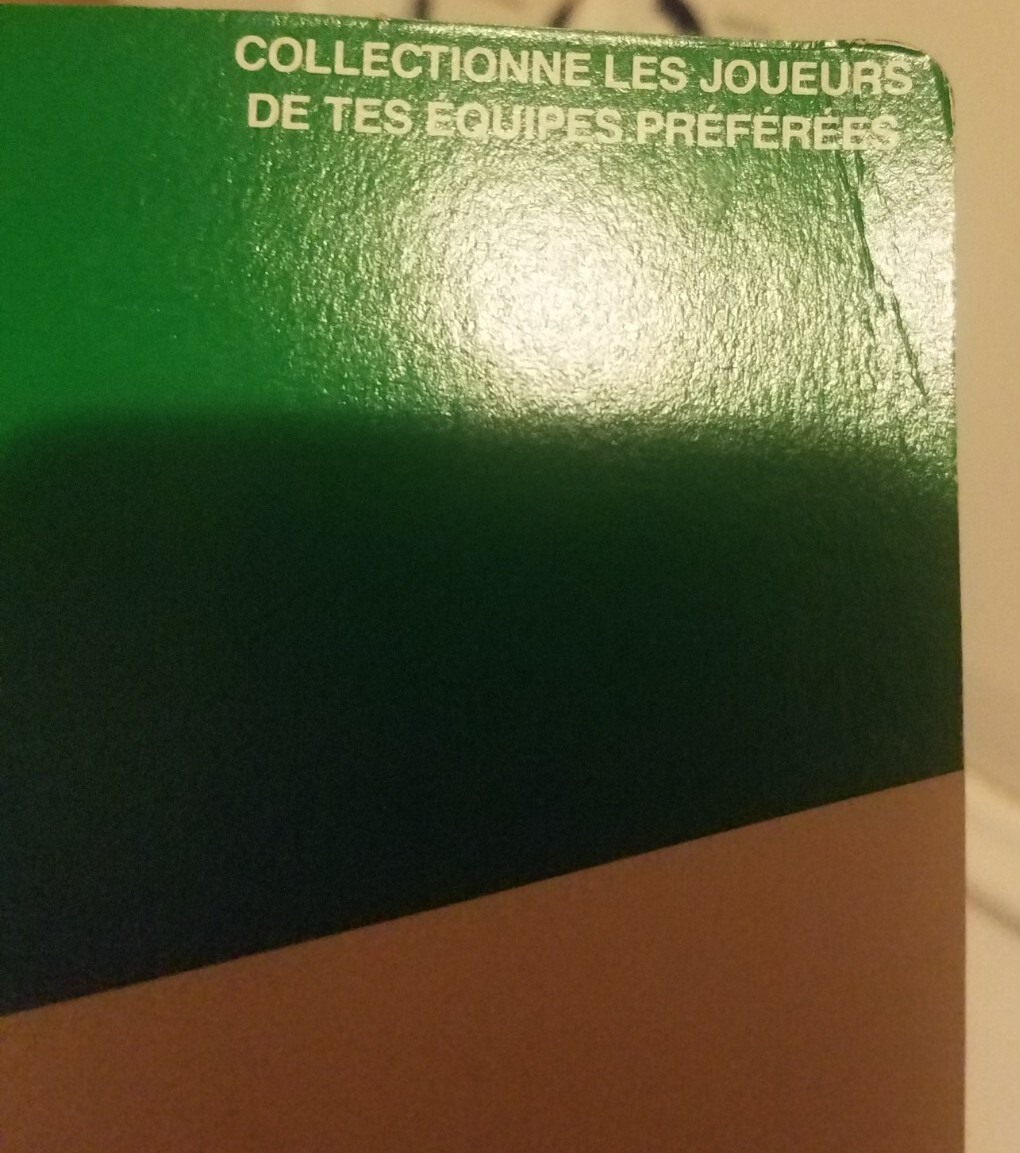 COLLECTIONNE LES JOUEURS
DE TES ÉQUIPES PRÉFÉRÉES